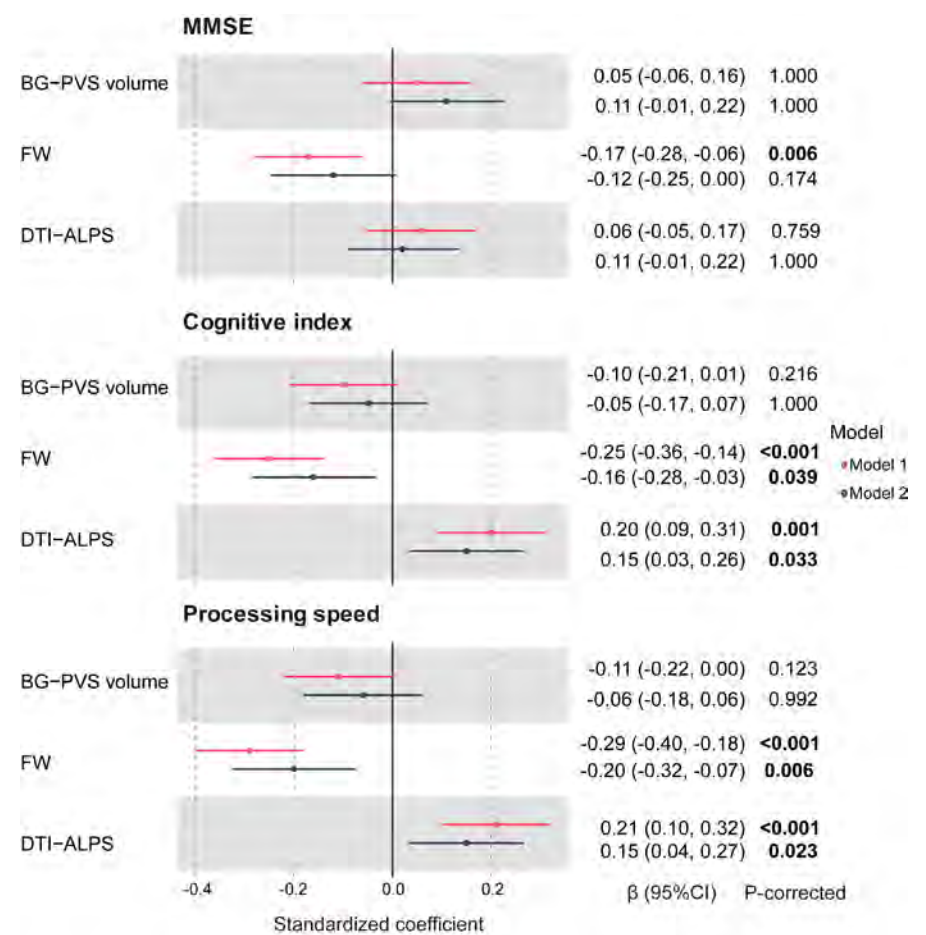 MMSE
BG−PVS volume
0.05 (-0.06, 0.16) 1.000
0.11 (-0.01, 0.22) 1.000
FW
-0.17 (-0.28, -0.06) 0.006
-0.12 (-0.25, 0.00) 0.174
DTI−ALPS
0.06 (-0.05, 0.17) 0.759
0.11 (-0.01, 0.22) 1.000
Cognitive index
BG−PVS volume
-0.10 (-0.21, 0.01) 0.216
-0.05 (-0.17, 0.07) 1.000
FW
-0.25 (-0.36, -0.14) <0.001
-0.16 (-0.28, -0.03) 0.039
DTI−ALPS
0.20 (0.09, 0.31) 0.001
0.15 (0.03, 0.26) 0.033
Model
Model 1
Model 2
Processing speed
BG−PVS volume
-0.11 (-0.22, 0.00) 0.123
-0.06 (-0.18, 0.06) 0.992
FW
-0.29 (-0.40, -0.18) <0.001
-0.20 (-0.32, -0.07) 0.006
DTI−ALPS
0.21 (0.10, 0.32) <0.001
0.15 (0.04, 0.27) 0.023
-0.4 -0.2 0.0 0.2
β (95%CI) P-corrected
Standardized coefficient